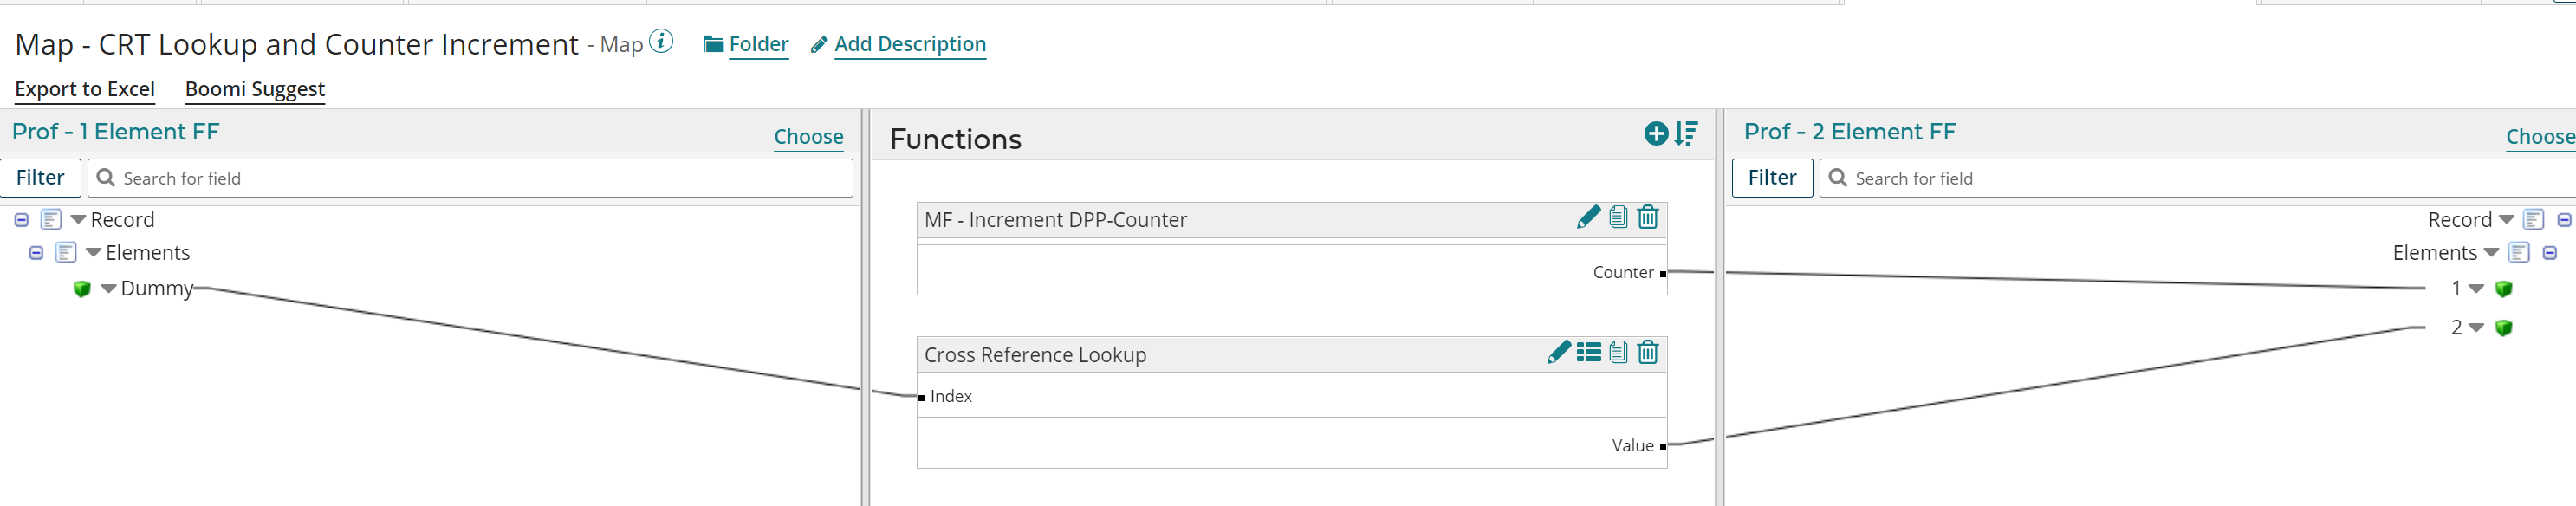 Map - CRT Lookup and Counter Increment - Map Folder Add Description
Export to Excel Boomi Suggest
Prof - 1 Element FF
Choose
Filter Search for field
Record
Elements
Dummy
Functions
MF - Increment DPP-Counter
Counter
Cross Reference Lookup
Index
Value
Prof - 2 Element FF
Choose
Filter Search for field
Record
Elements
1
2